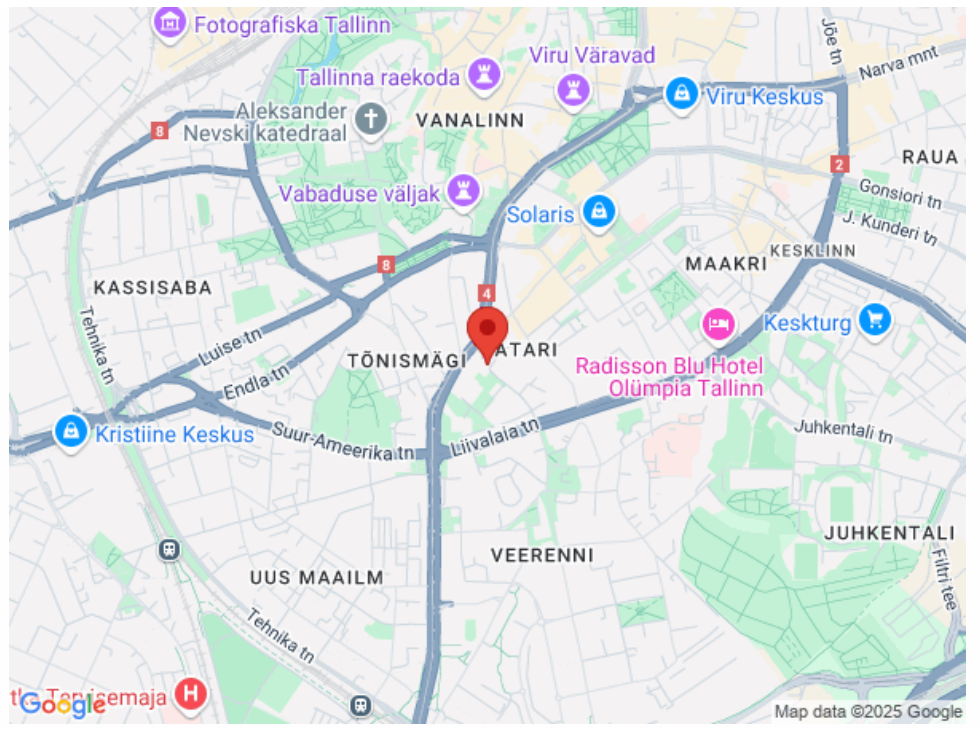 Fotografiska Tallinn
Jõe tn
Viru Väravad
Narva mnt
Tallinna raekoda
Viru Keskus
Aleksander
Nevski katedraal
VANALINN
8
2
RAUA
Vabaduse väljak
Gonsiori tn
Solaris
J. Kunderi tn
KESKLINN
MAAKRI
8
KASSISABA
4
Tehnika tn
Luise tn
Keskturg
TÕNISMÄGI
ATARI
Radisson Blu Hotel
Olümpia Tallinn
Endla tn
Kristiine Keskus
Suur-Ameerika tn
Liivalaia tn
Juhkentali tn
JUHKENTALI
VEERENNI
Filtri tee
UUS MAAILM
Tehnika tn
H
Google
Map data ©2025 Google